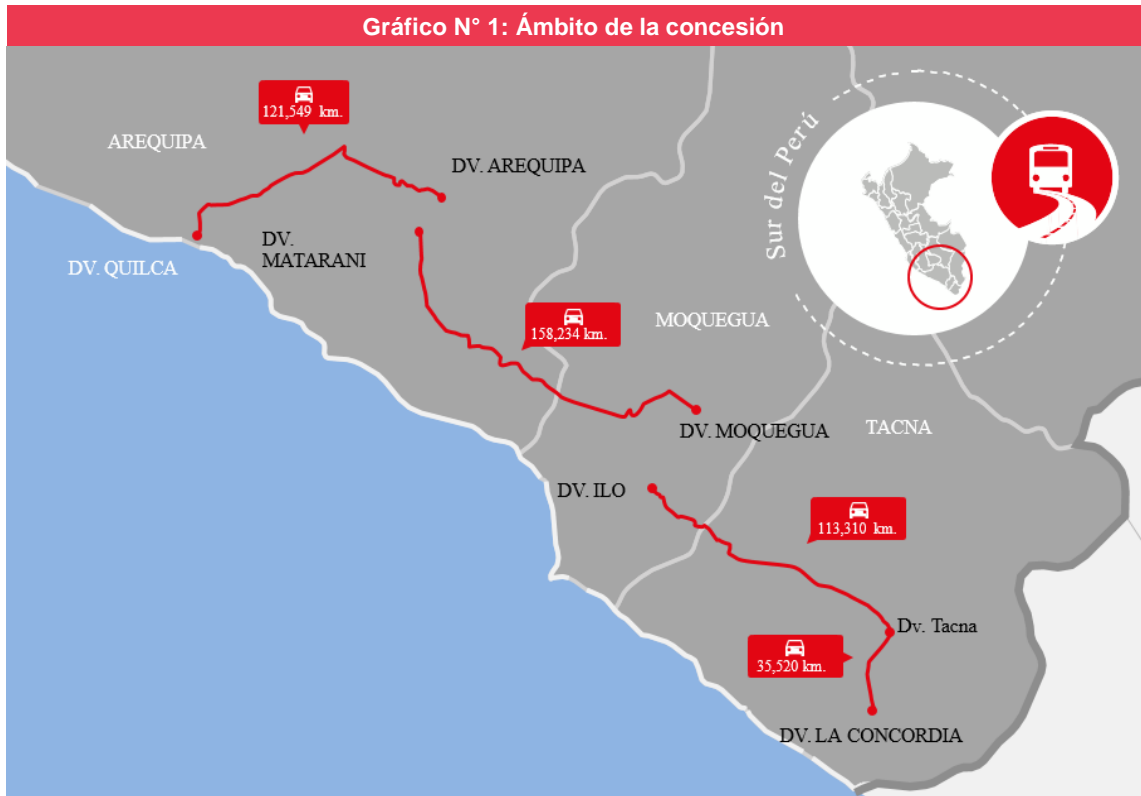 Gráfico N° 1: Ámbito de la concesión
121,549 km.
AREQUIPA
DV. AREQUIPA
Sur del Perú
DV.
MATARANI
DV. QUILCA
158,234 km.
MOQUEGUA
DV. MOQUEGUA
TACNA
DV. ILO
113,310 km.
Dv. Tacna
35,520 km.
DV. LA CONCORDIA